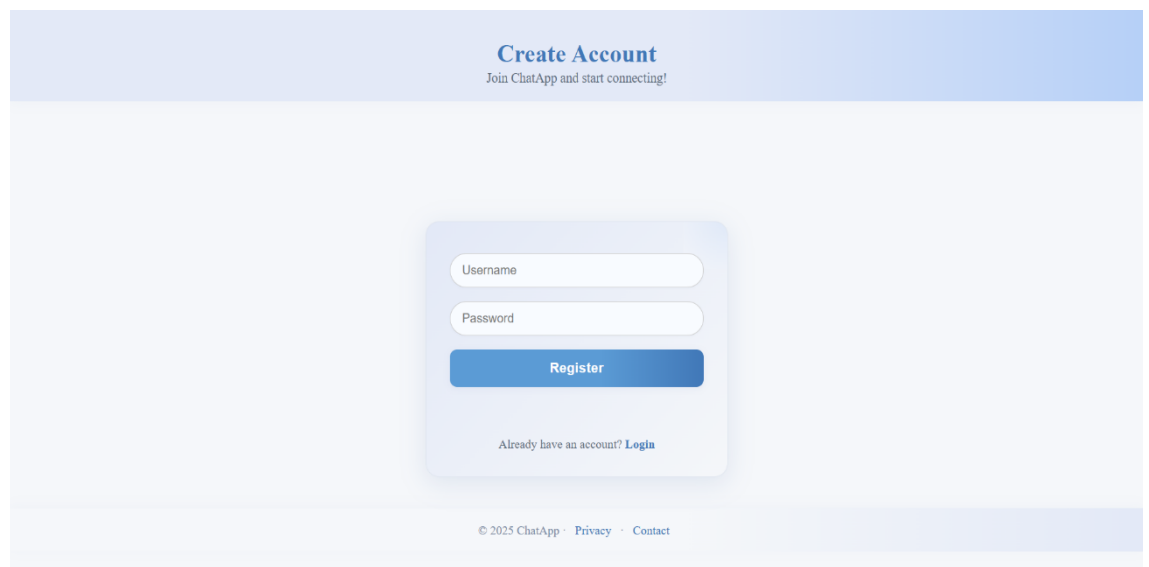 Create Account
Join ChatApp and start connecting!
Username
Password
Register
Already have an account? Login
© 2025 ChatApp · Privacy · Contact